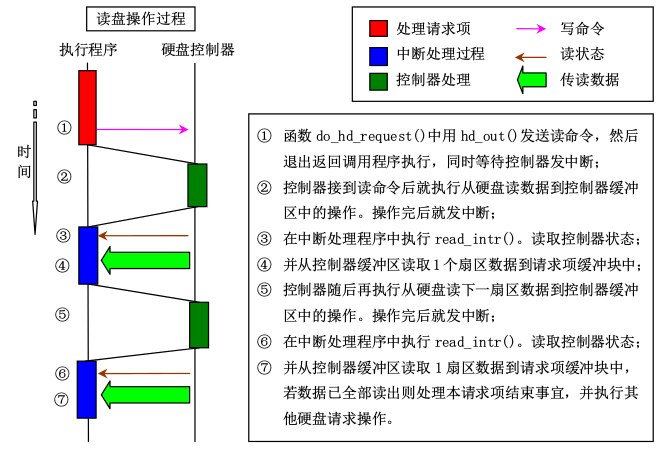 读盘操作过程
执行程序
硬盘控制器
时
间
①
②
③
④
⑤
⑥
⑦
处理请求项
写命令
中断处理过程
读状态
控制器处理
传读数据
① 函数 do_hd_request()中用 hd_out()发送读命令，然后
退出返回调用程序执行，同时等待控制器发中断；
② 控制器接到读命令后就执行从硬盘读数据到控制器缓冲
区中的操作。操作完后就发中断；
③ 在中断处理程序中执行 read_intr()。读取控制器状态；
④ 并从控制器缓冲区读取 1 个扇区数据到请求项缓冲块中；
⑤ 控制器随后再执行从硬盘读下一扇区数据到控制器缓冲
区中的操作。操作完后就发中断；
⑥ 在中断处理程序中执行 read_intr()。读取控制器状态；
⑦ 并从控制器缓冲区读取 1 扇区数据到请求项缓冲块中，
若数据已全部读出则处理本请求项结束事宜，并执行其
他硬盘请求操作。